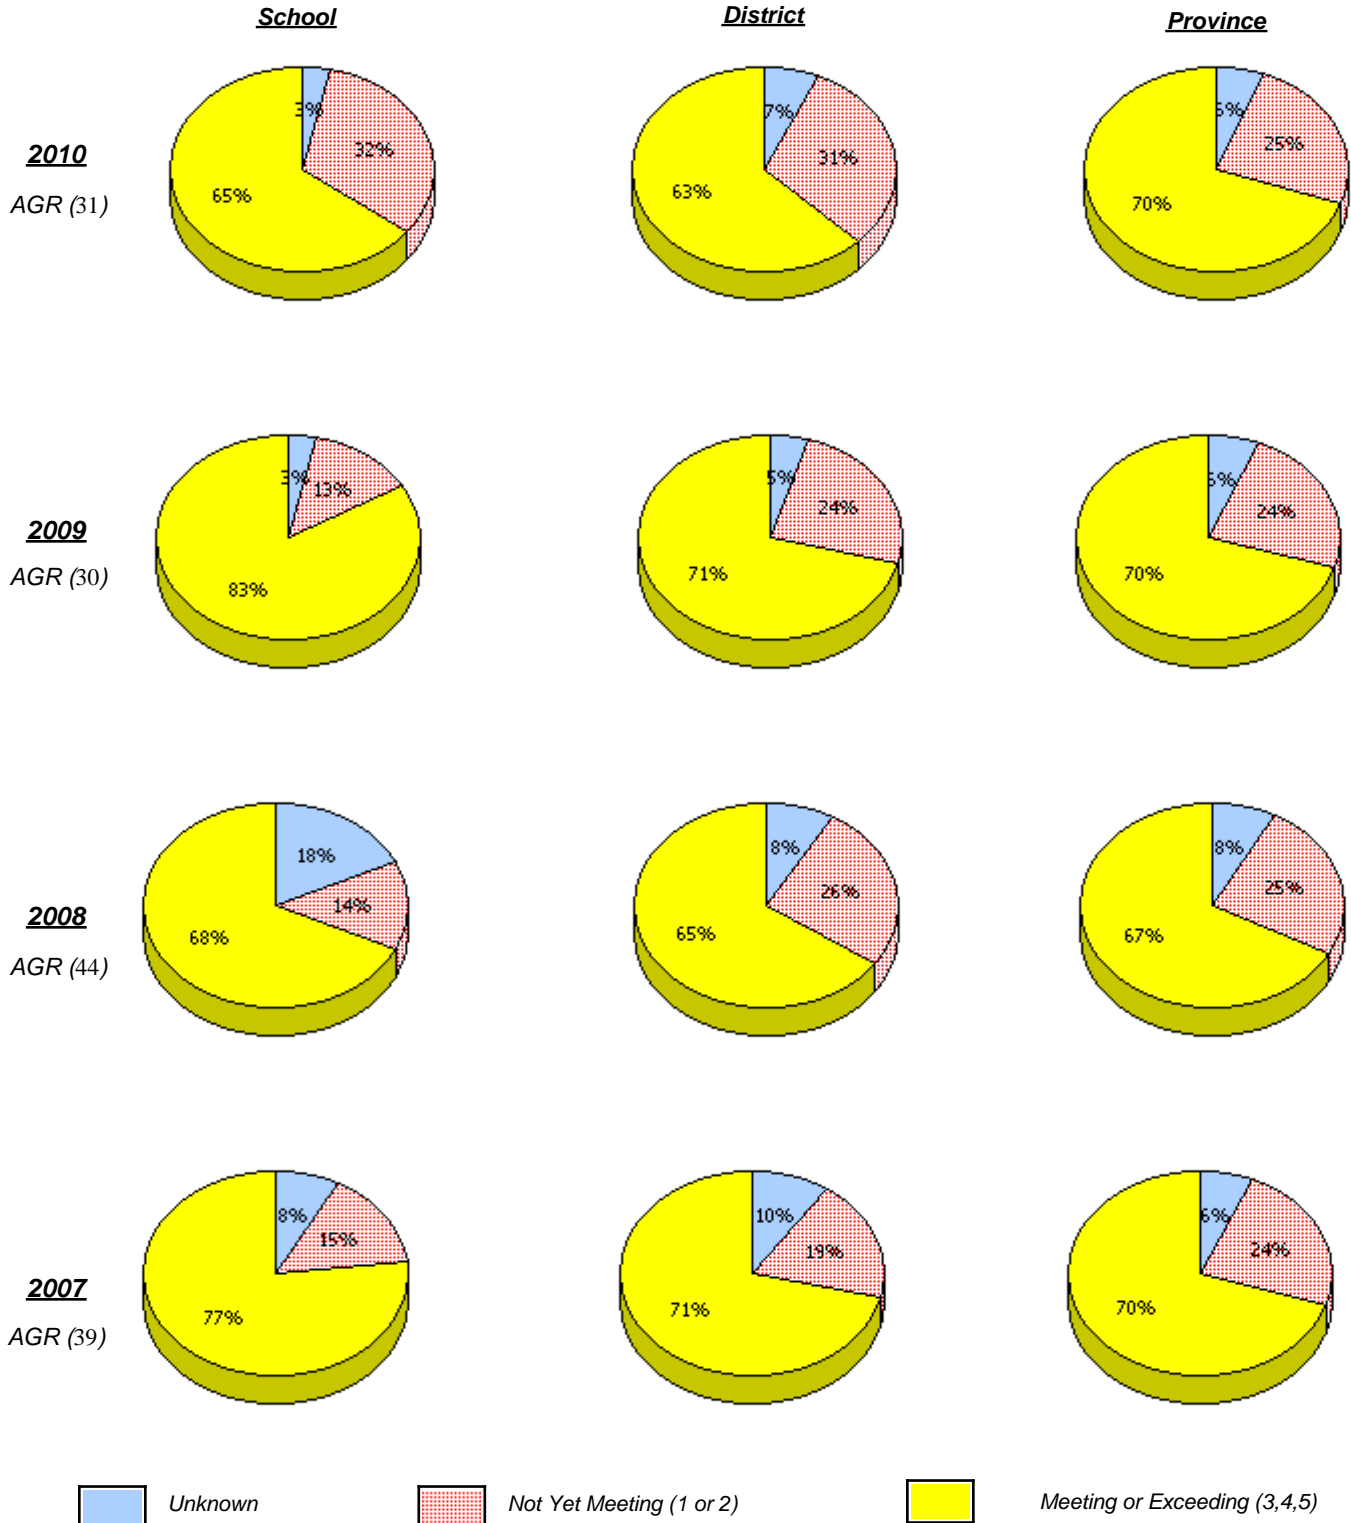 School District Province
3% 7%
32% 31% 25%
2010
AGR (31)
65% 63% 70%
3% 5%
13% 24% 24%
2009
AGR (30)
83% 71% 70%
18% 8% 8%
14% 26% 25%
2008
AGR (44)
68% 65% 67%
8% 10% 6%
15% 19% 24%
2007
AGR (39)
77% 71% 70%
Unknown Not Yet Meeting (1 or 2) Meeting or Exceeding (3,4,5)